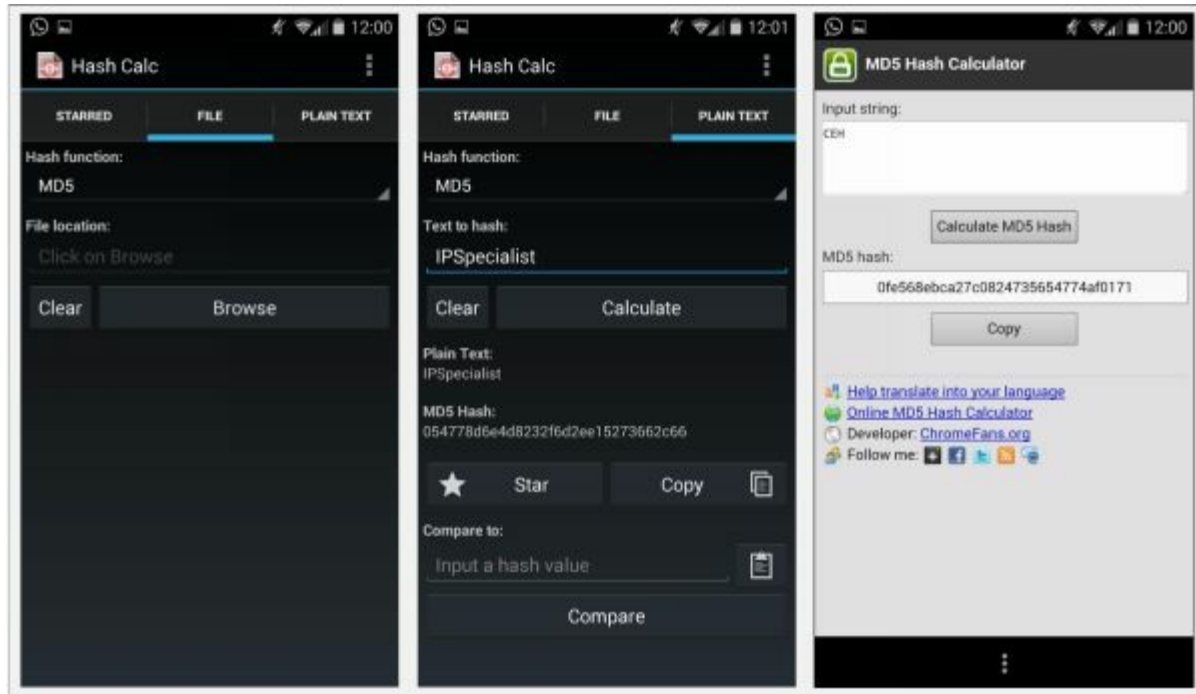 12:00
Hash Calc
STARRED FILE PLAIN TEXT
Hash function:
MD5
File location:
Click on Browse
Clear Browse
12:01
Hash Calc
STARRED FILE PLAIN TEXT
Hash function:
MD5
Text to hash:
IPSpecialist
Clear Calculate
Plain Text:
IPSpecialist
MD5 Hash:
054778d6e4d8232f6d2ee15273662c66
Star Copy
Compare to:
Input a hash value
Compare
12:00
MD5 Hash Calculator
Input string:
CEH
Calculate MD5 Hash
MD5 hash:
0fe568ebca27c0824735654774af0171
Copy
Help translate into your language
Online MD5 Hash Calculator
Developer: ChromeFans.org
Follow me: